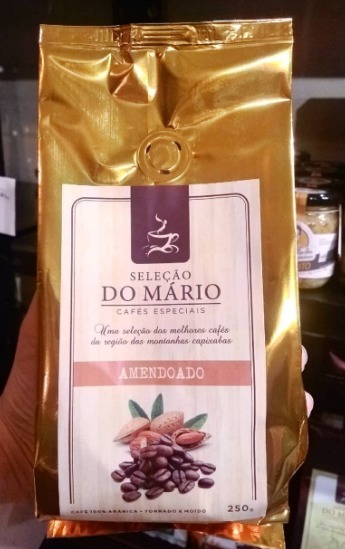 SELEÇÃO
DO MÁRIO
CAFÉS ESPECIAIS
Uma seleção dos melhores cafés
da região das montanhas capixabas
AMENDOADO
CAFÉ 100% ARÁBICA - TORRADO E MOÍDO
250g